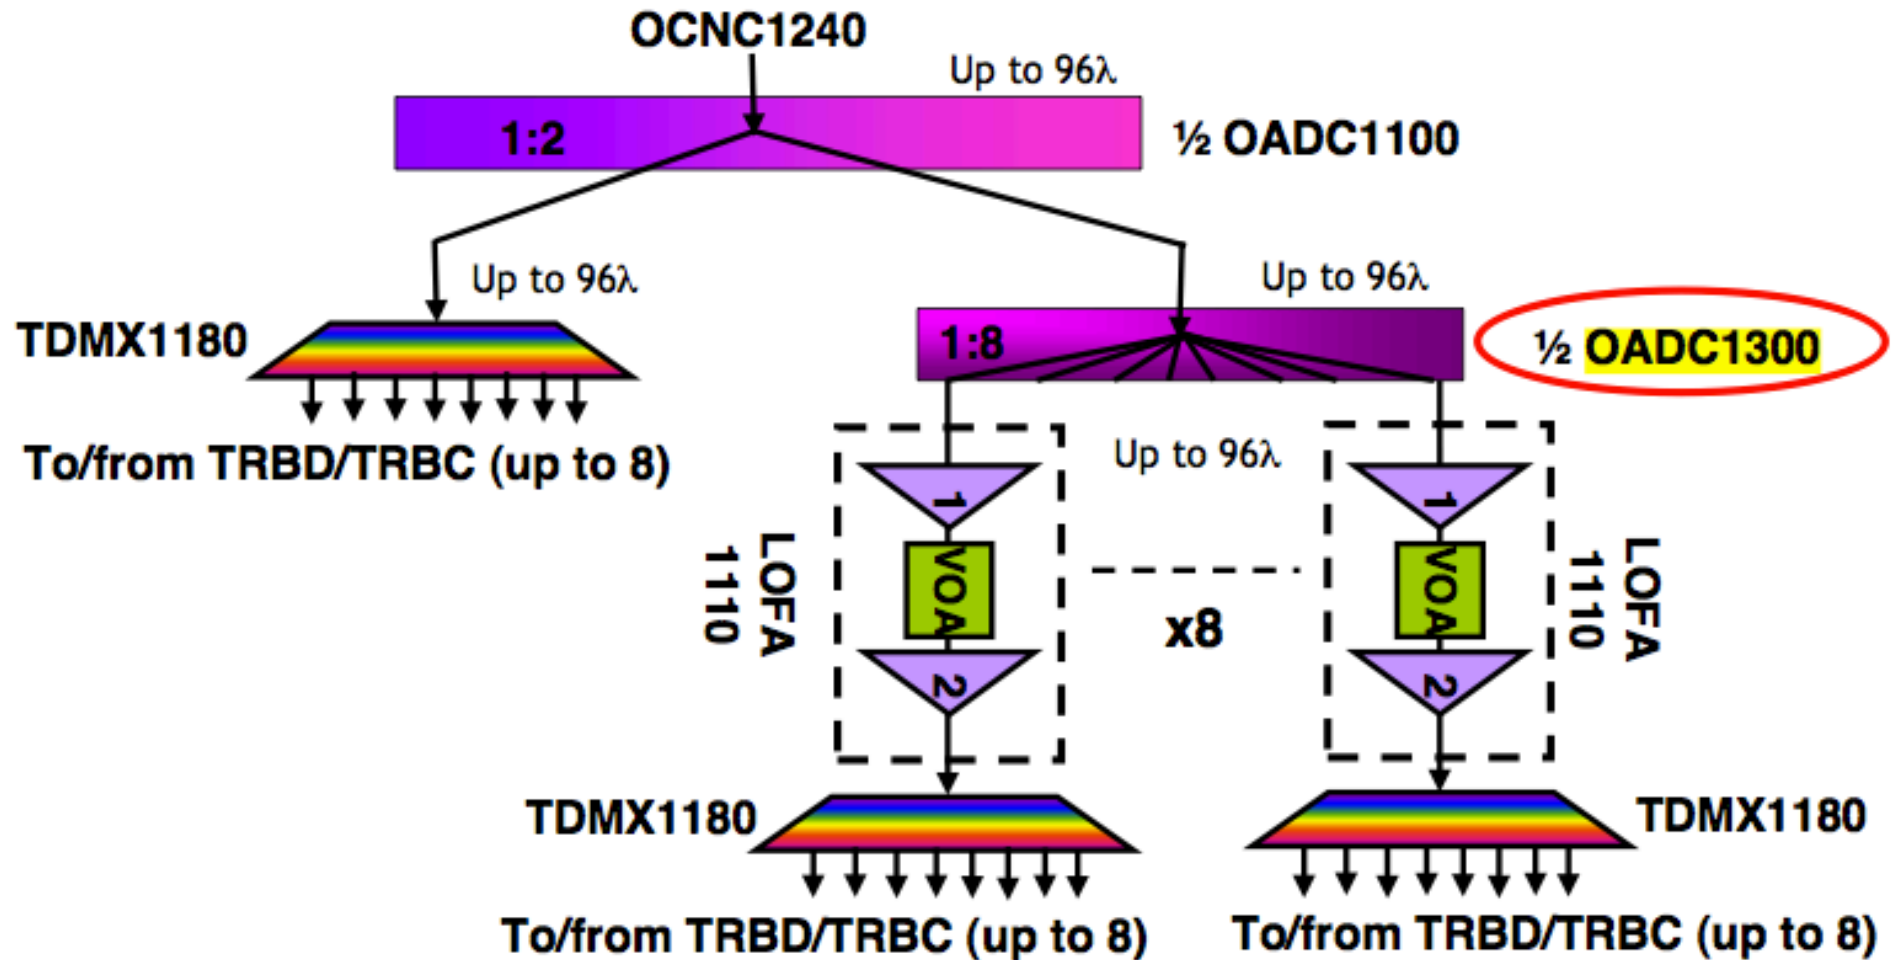 OCNC1240
Up to 96λ
1:2
½ OADC1100
Up to 96λ
Up to 96λ
TDMX1180
1:8
½ OADC1300
To/from TRBD/TRBC (up to 8)
Up to 96λ
1
1
LOFA
1110
VOA
x8
VOA
LOFA
1110
2
2
TDMX1180
TDMX1180
To/from TRBD/TRBC (up to 8)
To/from TRBD/TRBC (up to 8)